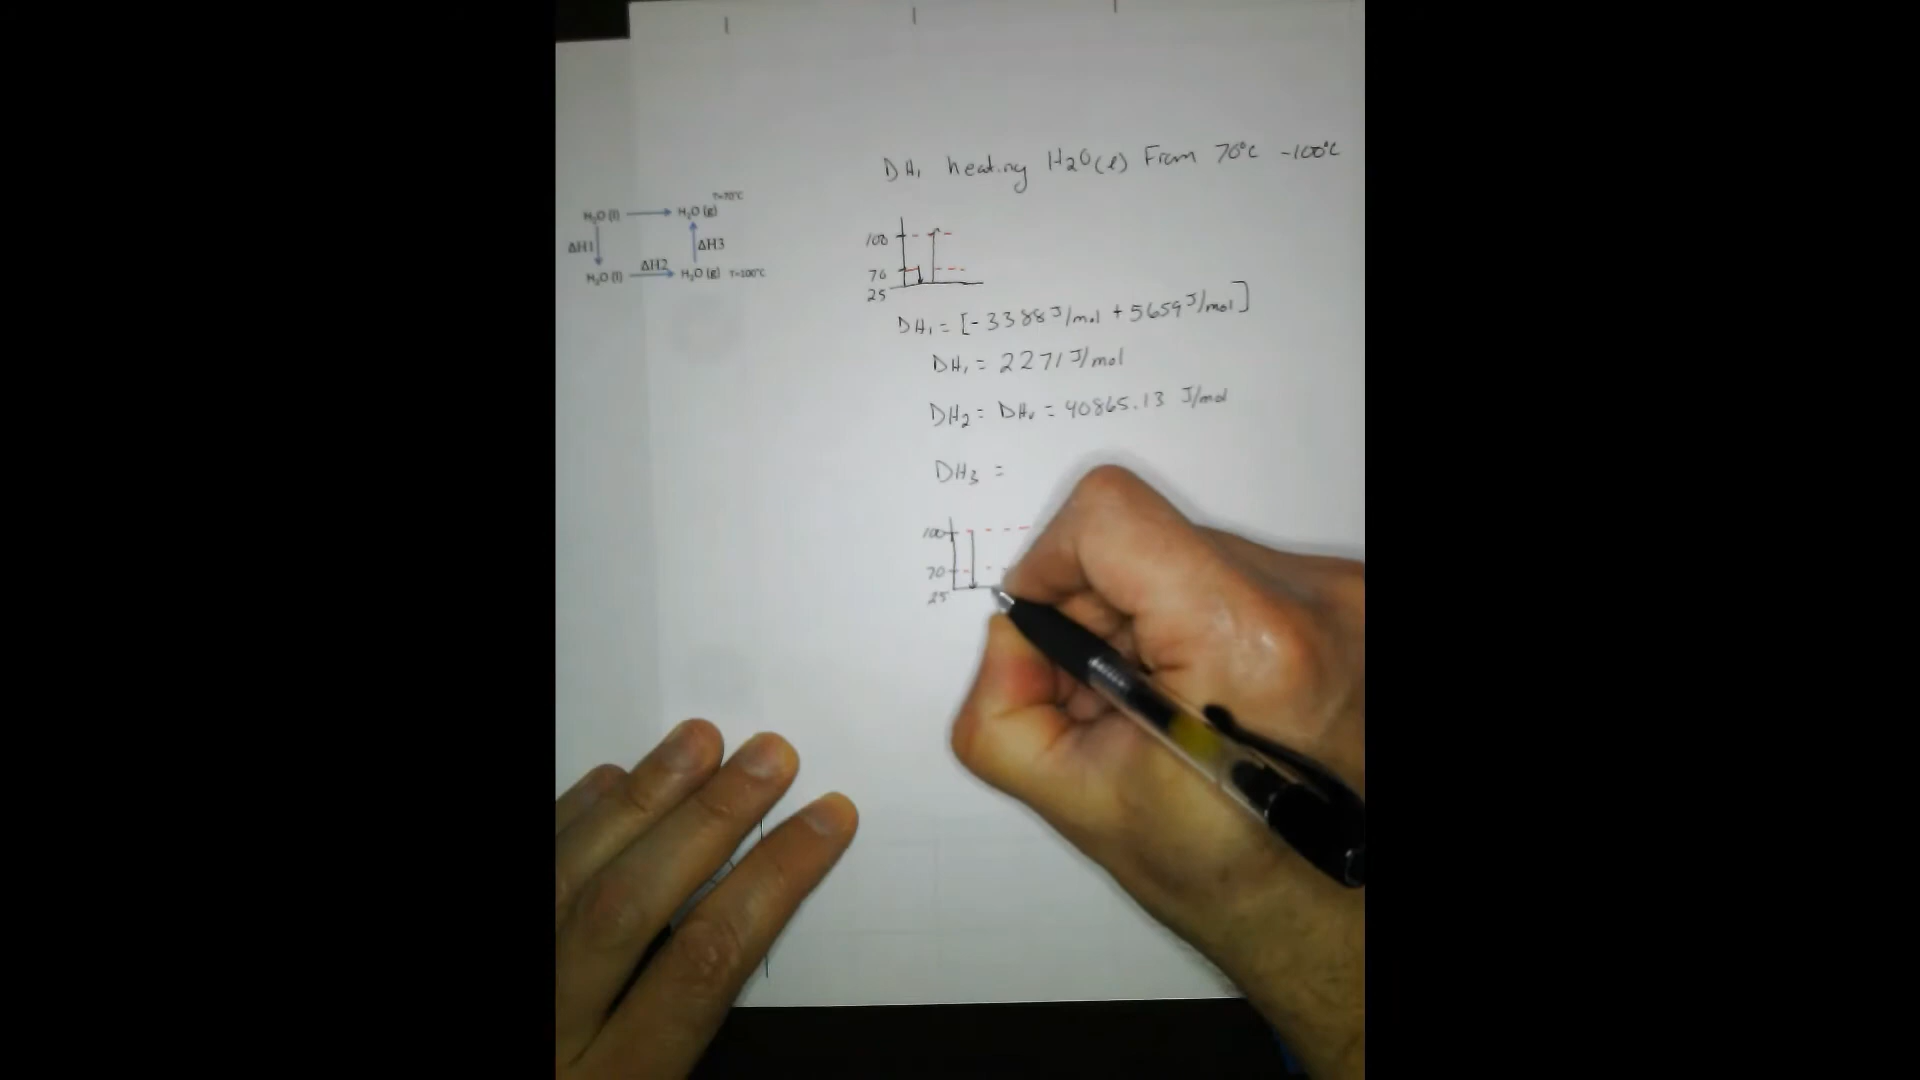 DH1 heating H2O(l) From 70°C -100°C
T=70°C
H2O (l) H2O (g)
ΔH1 ΔH3
ΔH2
H2O (l) H2O (g) T=100°C
100
70
25
DH1 = [-3388 J/mol + 5659 J/mol]
DH1 = 2271 J/mol
DH2 = DHv = 40865.13 J/mol
DH3 =
100
70
25